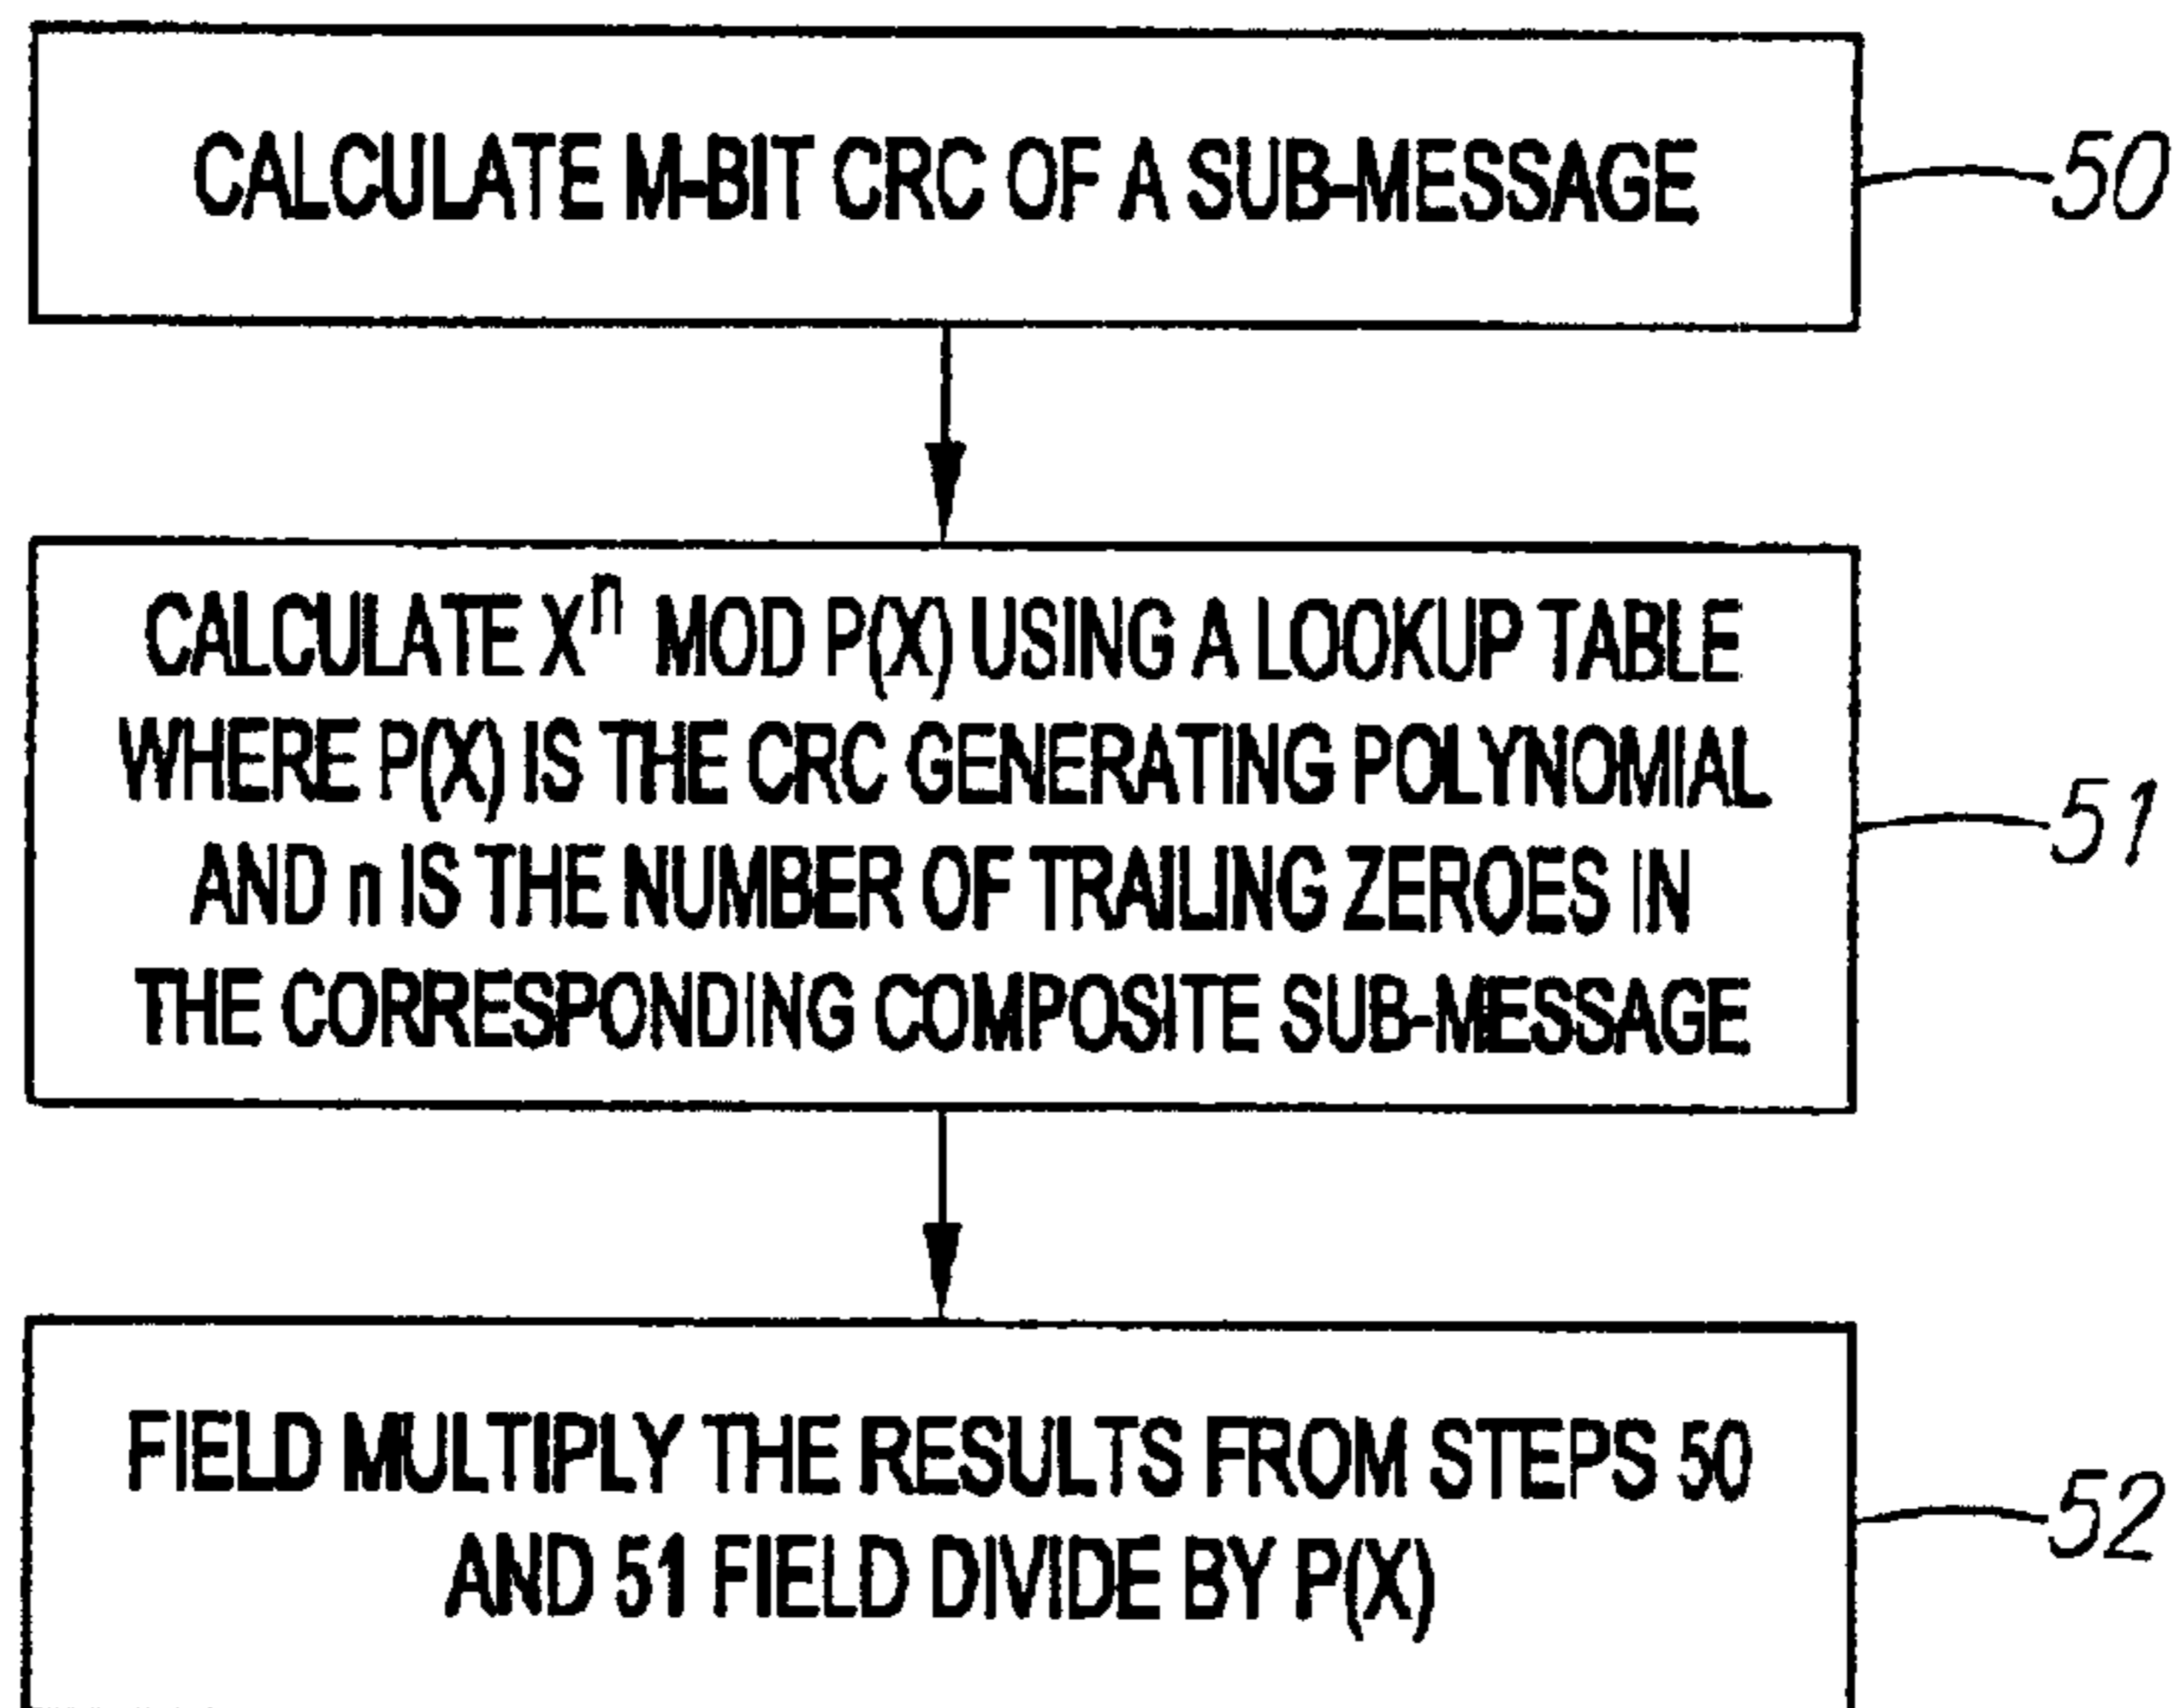 CALCULATE M-BIT CRC OF A SUB-MESSAGE
50
CALCULATE Xⁿ MOD P(X) USING A LOOKUP TABLE
WHERE P(X) IS THE CRC GENERATING POLYNOMIAL
AND n IS THE NUMBER OF TRAILING ZEROES IN
THE CORRESPONDING COMPOSITE SUB-MESSAGE
51
FIELD MULTIPLY THE RESULTS FROM STEPS 50
AND 51 FIELD DIVIDE BY P(X)
52